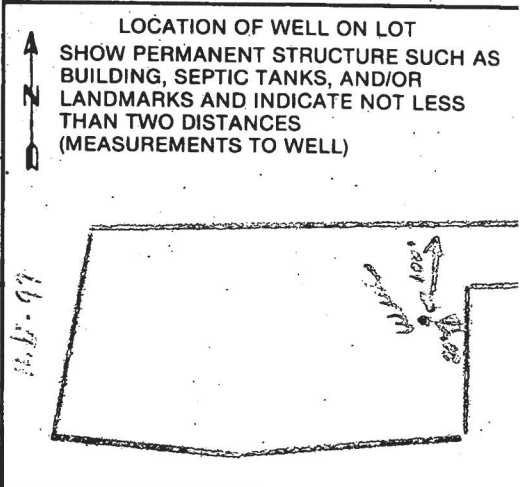 LOCATION OF WELL ON LOT
SHOW PERMANENT STRUCTURE SUCH AS
BUILDING, SEPTIC TANKS, AND/OR
LANDMARKS AND INDICATE NOT LESS
THAN TWO DISTANCES
(MEASUREMENTS TO WELL)
N
100'